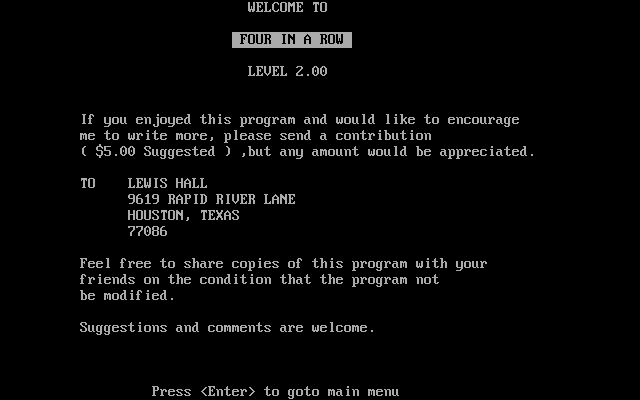 WELCOME TO
FOUR IN A ROW
LEVEL 2.00
If you enjoyed this program and would like to encourage
me to write more, please send a contribution
( $5.00 Suggested ) ,but any amount would be appreciated.
TO LEWIS HALL
9619 RAPID RIVER LANE
HOUSTON, TEXAS
77086
Feel free to share copies of this program with your
friends on the condition that the program not
be modified.
Suggestions and comments are welcome.
Press <Enter> to goto main menu